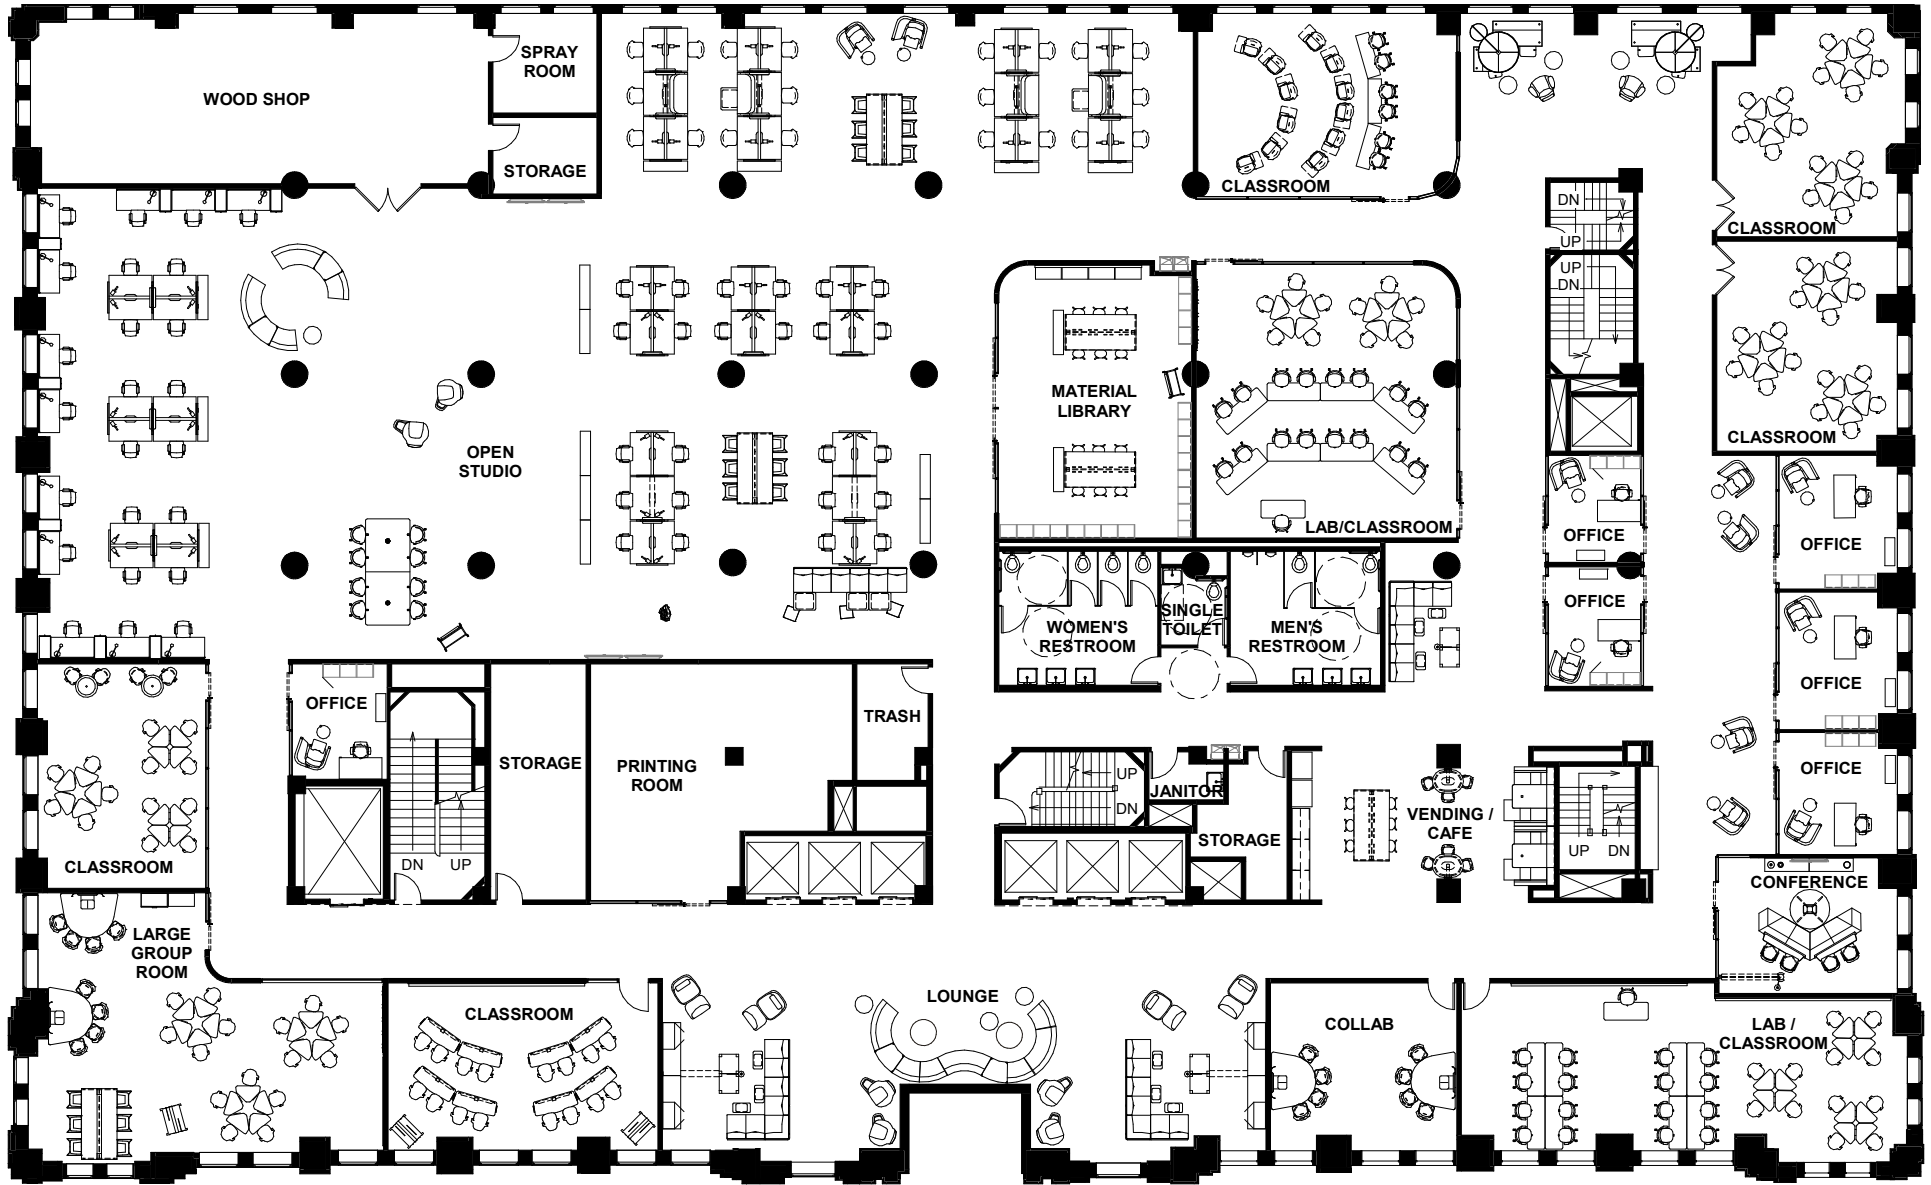 SPRAY
ROOM
WOOD SHOP
STORAGE
CLASSROOM
DN
UP
CLASSROOM
UP
DN
MATERIAL
LIBRARY
CLASSROOM
OPEN
STUDIO
LAB/CLASSROOM
OFFICE
OFFICE
OFFICE
SINGLE
TOILET
WOMEN'S
RESTROOM
MEN'S
RESTROOM
OFFICE
OFFICE
TRASH
STORAGE
PRINTING
ROOM
UP
DN
JANITOR
OFFICE
VENDING /
CAFE
STORAGE
UP
DN
DN
UP
CLASSROOM
CONFERENCE
LARGE
GROUP
ROOM
LOUNGE
CLASSROOM
COLLAB
LAB /
CLASSROOM